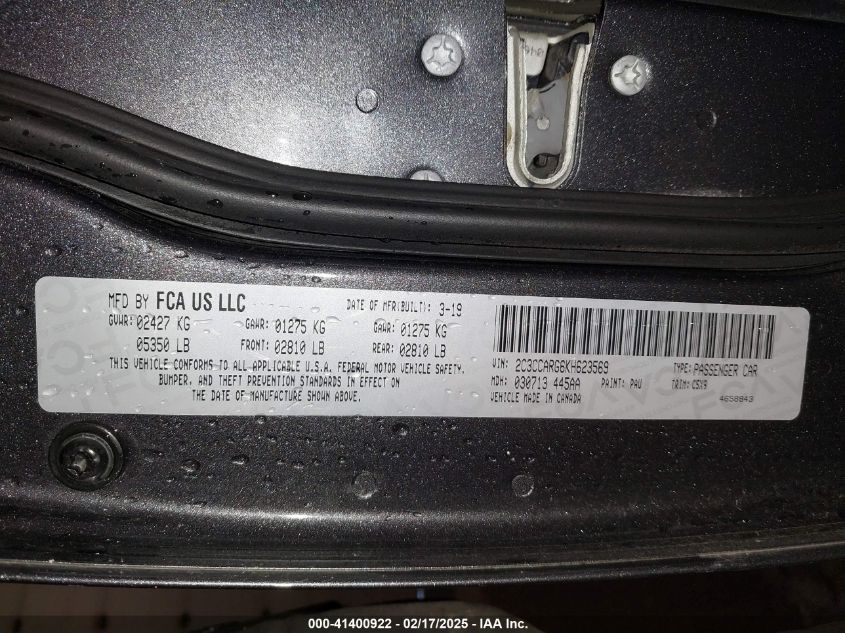 MFD BY FCA US LLC
DATE OF MFR(BUILT): 3-19
GVWR: 02427 KG
GAWR: 01275 KG
GAWR: 01275 KG
05350 LB
FRONT: 02810 LB
REAR: 02810 LB
THIS VEHICLE CONFORMS TO ALL APPLICABLE U.S.A. FEDERAL MOTOR VEHICLE SAFETY,
BUMPER, AND THEFT PREVENTION STANDARDS IN EFFECT ON
THE DATE OF MANUFACTURE SHOWN ABOVE.
VIN: 2C3CCARG6KH623569
TYPE: PASSENGER CAR
MDH: 030713 445AA
PAINT: PAU
TRIM: C5X9
VEHICLE MADE IN CANADA
4658843
000-41400922 - 02/17/2025 - IAA Inc.